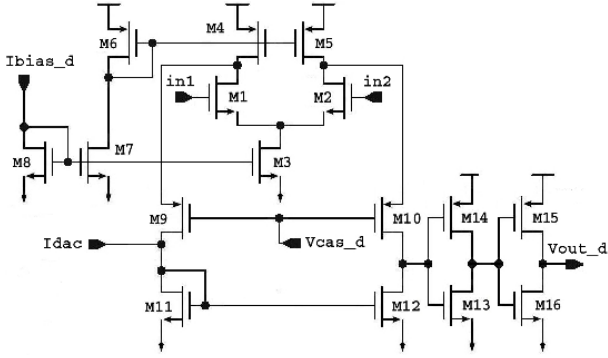 M6
M4
M5
Ibias_d
in1
in2
M1
M2
M8
M7
M3
M9
M10
M14
M15
Idac
Vcas_d
Vout_d
M11
M12
M13
M16